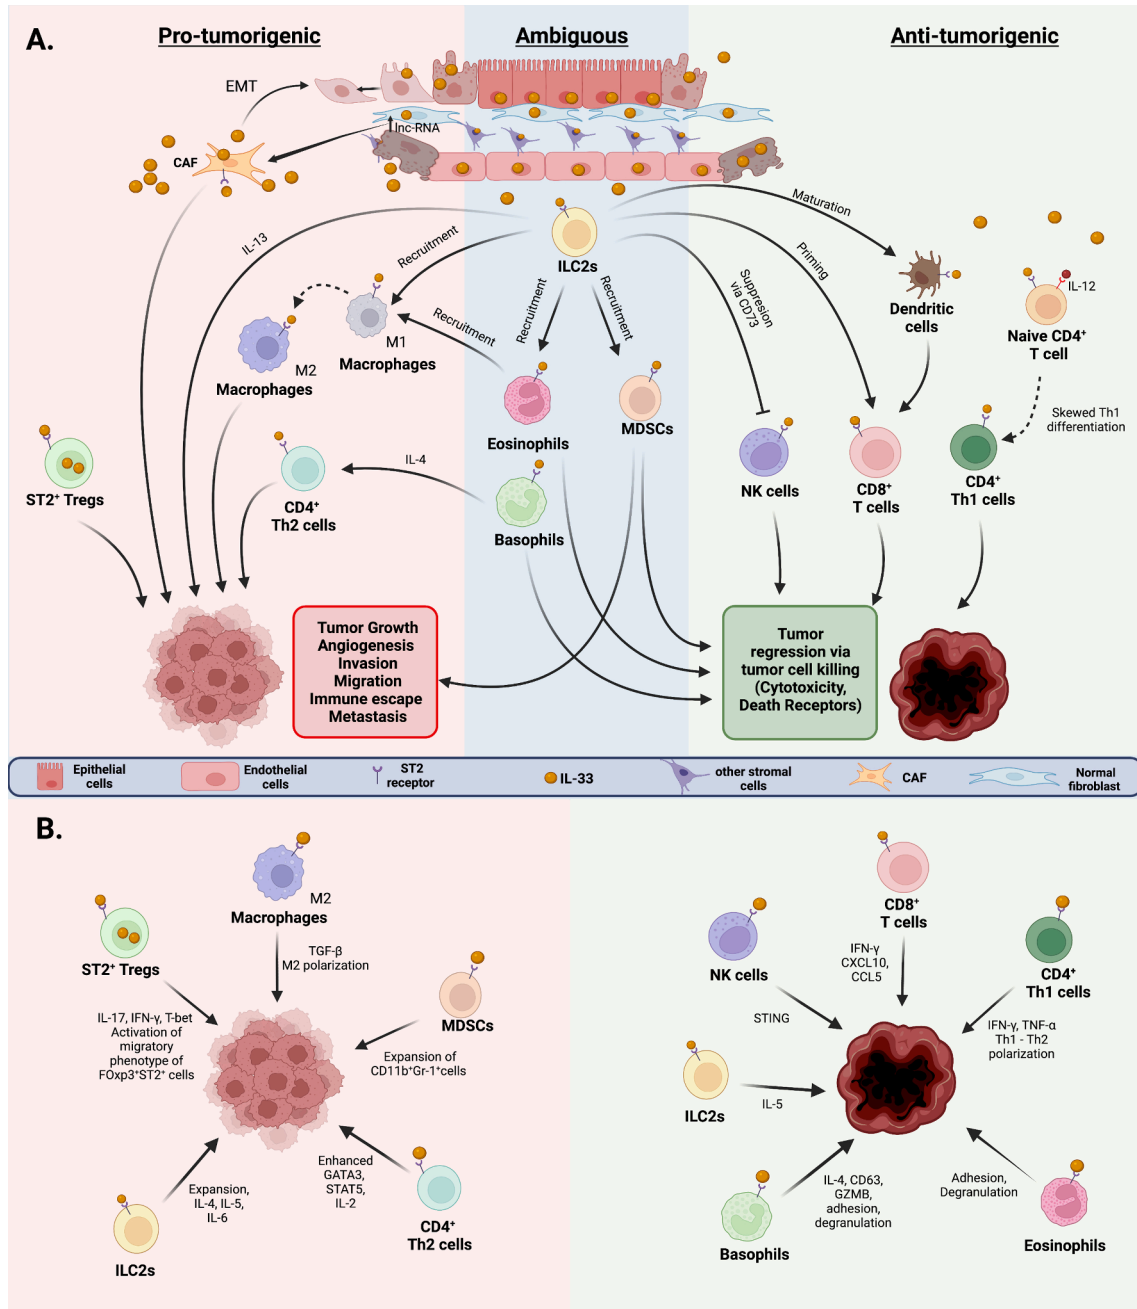 A.
Pro-tumorigenic
Ambiguous
Anti-tumorigenic
EMT
lnc-RNA
CAF
IL-13
Recruitment
ILC2s
Maturation
Priming
Suppresion
via CD73
Recruitment
Recruitment
Recruitment
Dendritic
cells
IL-12
Naive CD4⁺
T cell
M1
Macrophages
M2
Macrophages
Eosinophils
MDSCs
Skewed Th1
differentiation
ST2⁺ Tregs
IL-4
CD4⁺
Th2 cells
Basophils
NK cells
CD8⁺
T cells
CD4⁺
Th1 cells
Tumor Growth
Angiogenesis
Invasion
Migration
Immune escape
Metastasis
Tumor
regression via
tumor cell killing
(Cytotoxicity,
Death Receptors)
Epithelial
cells
Endothelial
cells
ST2
receptor
IL-33
other stromal
cells
CAF
Normal
fibroblast
B.
M2
Macrophages
TGF-β
M2 polarization
ST2⁺ Tregs
IL-17, IFN-γ, T-bet
Activation of
migratory
phenotype of
FOxp3⁺ST2⁺ cells
MDSCs
Expansion of
CD11b⁺Gr-1⁺cells
Expansion,
IL-4, IL-5,
IL-6
ILC2s
Enhanced
GATA3,
STAT5,
IL-2
CD4⁺
Th2 cells
CD8⁺
T cells
IFN-γ
CXCL10,
CCL5
NK cells
STING
CD4⁺
Th1 cells
IFN-γ, TNF-α
Th1 - Th2
polarization
ILC2s
IL-5
IL-4, CD63,
GZMB,
adhesion,
degranulation
Basophils
Adhesion,
Degranulation
Eosinophils